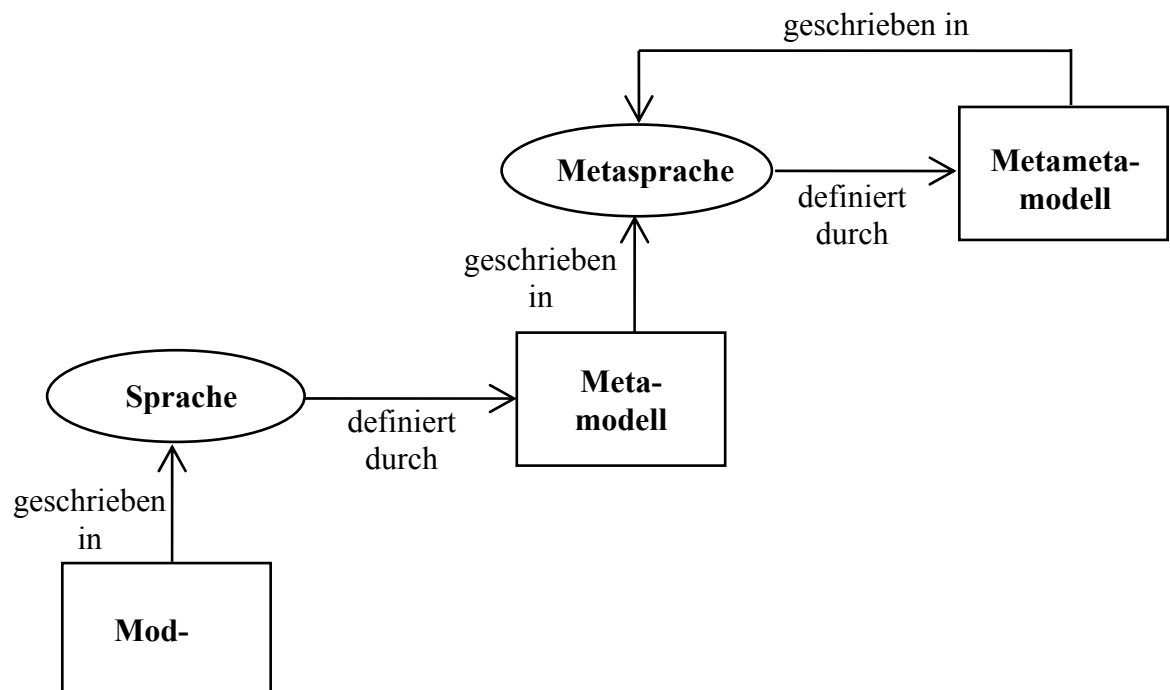 geschrieben in
Metasprache
Metameta-
modell
definiert
durch
geschrieben
in
Meta-
modell
Sprache
definiert
durch
geschrieben
in
Mod-